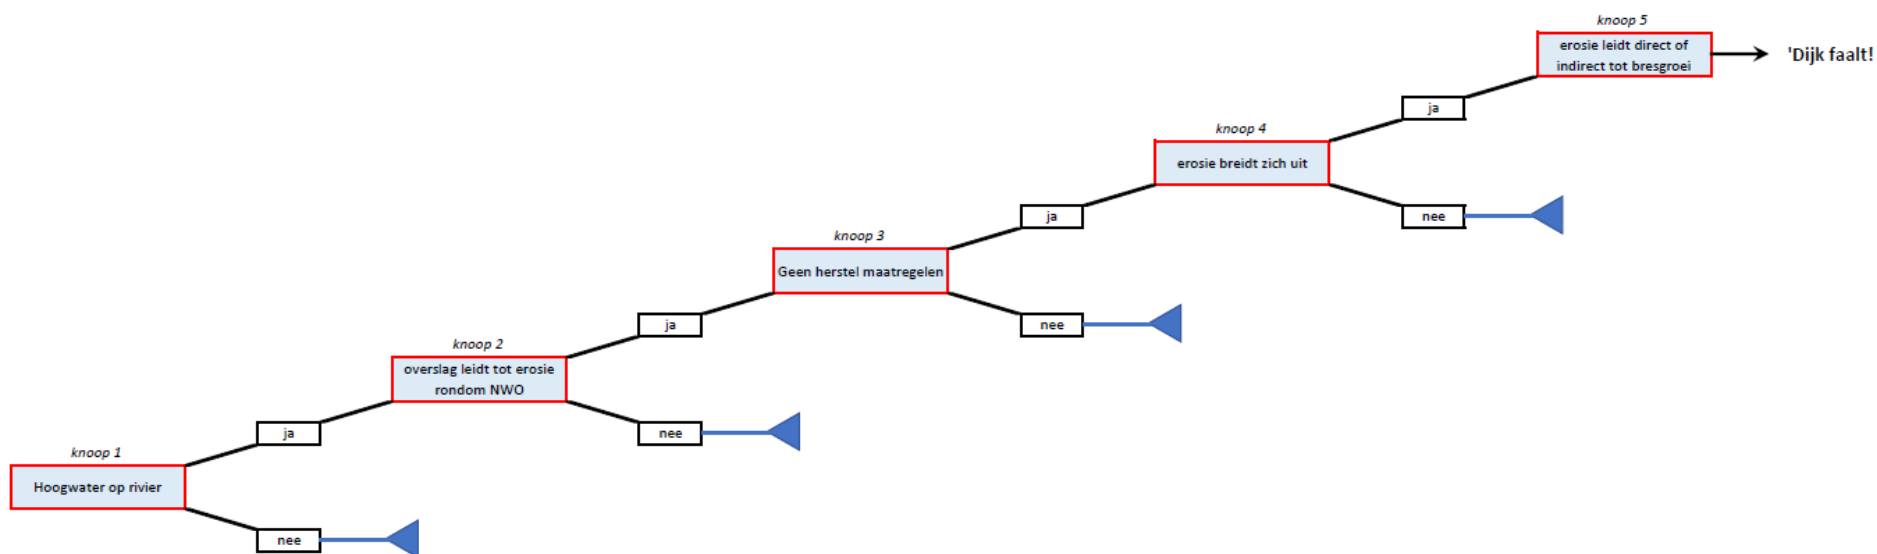 knoop 5
erosie leidt direct of
indirect tot bresgroei
'Dijk faalt!
ja
knoop 4
erosie breidt zich uit
ja
nee
knoop 3
Geen herstel maatregelen
ja
nee
knoop 2
overslag leidt tot erosie
rondom NWO
ja
nee
knoop 1
Hoogwater op rivier
nee